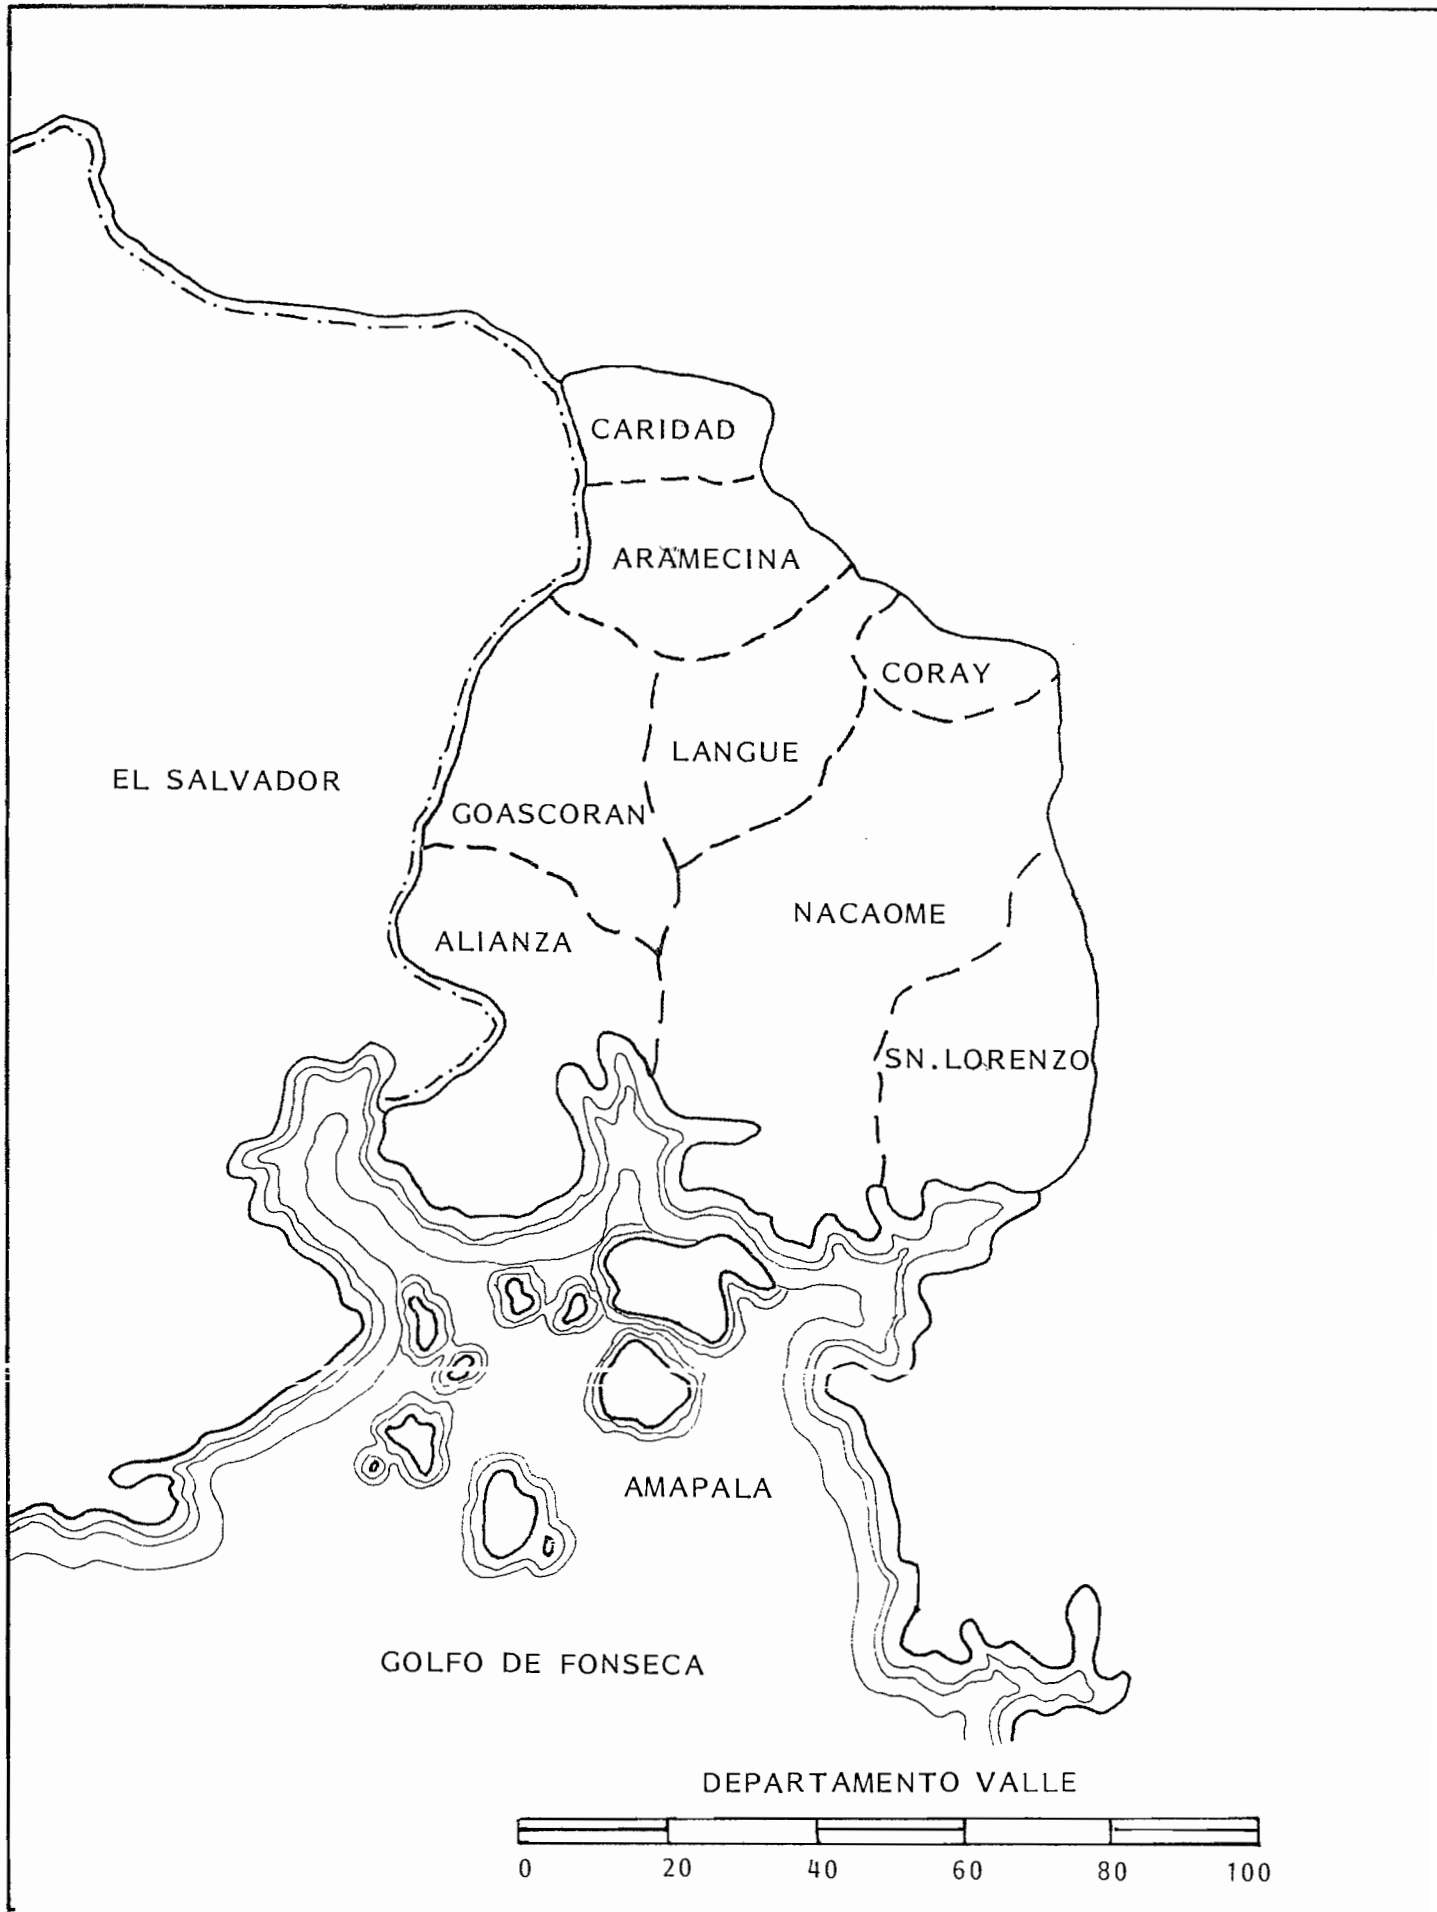 CARIDAD
ARAMECINA
CORAY
LANGUE
EL SALVADOR
GOASCORAN
NACAOME
ALIANZA
SN. LORENZO
AMAPALA
GOLFO DE FONSECA
DEPARTAMENTO VALLE
0 20 40 60 80 100